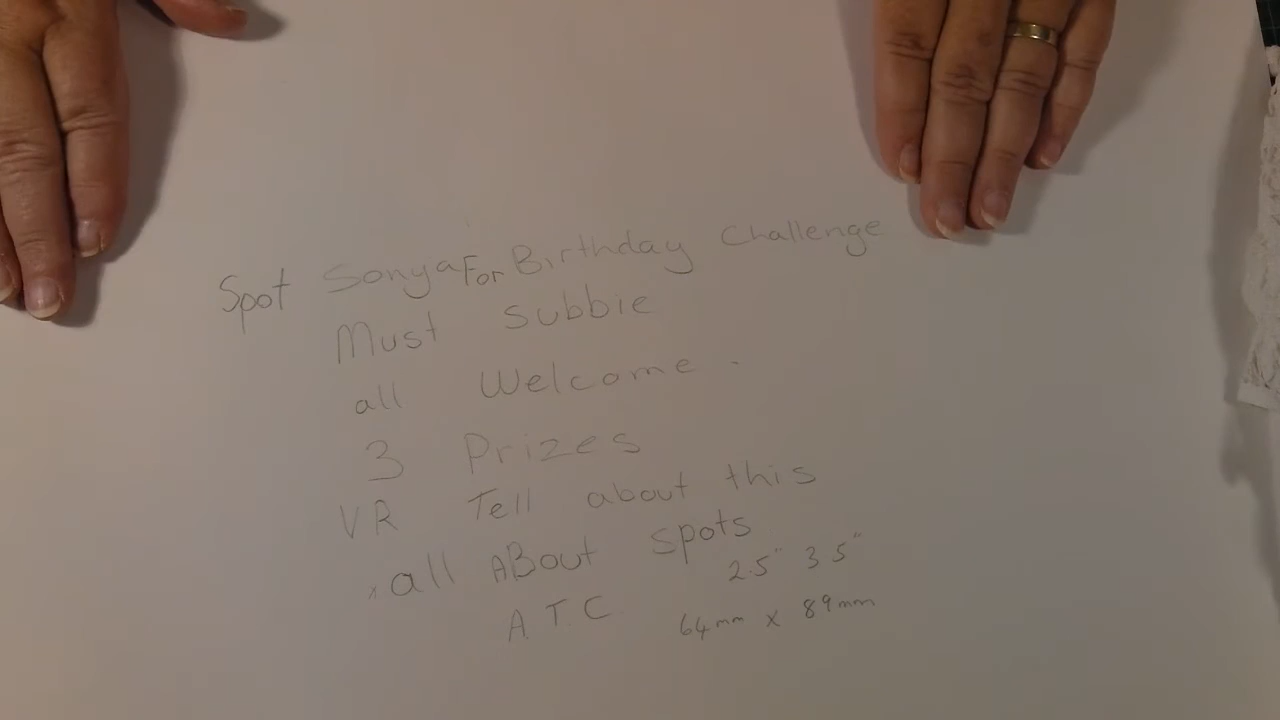 Spot Sonya For Birthday Challenge
Must Subbie
all Welcome.
3 Prizes
VR Tell about this
x all ABout spots
2.5" 3.5"
A.T.C 64mm x 89mm